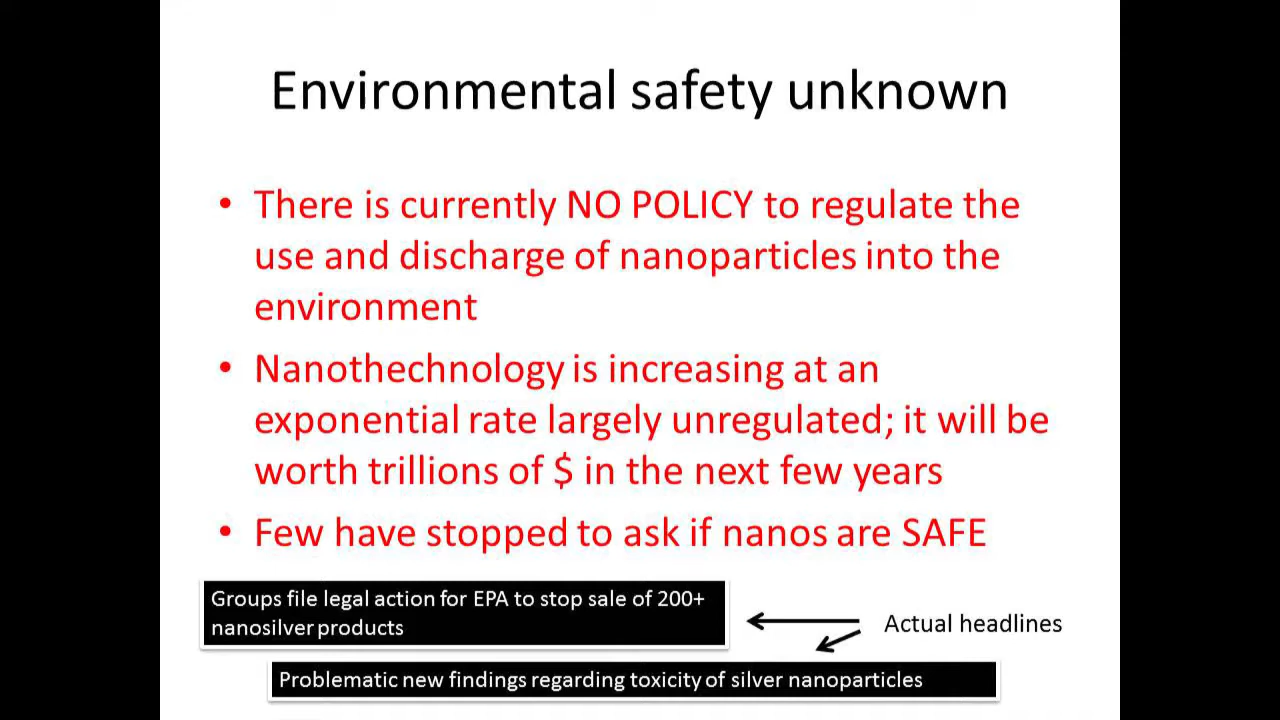 Environmental safety unknown
• There is currently NO POLICY to regulate the
use and discharge of nanoparticles into the
environment
• Nanothechnology is increasing at an
exponential rate largely unregulated; it will be
worth trillions of $ in the next few years
• Few have stopped to ask if nanos are SAFE
Groups file legal action for EPA to stop sale of 200+
nanosilver products
Actual headlines
Problematic new findings regarding toxicity of silver nanoparticles